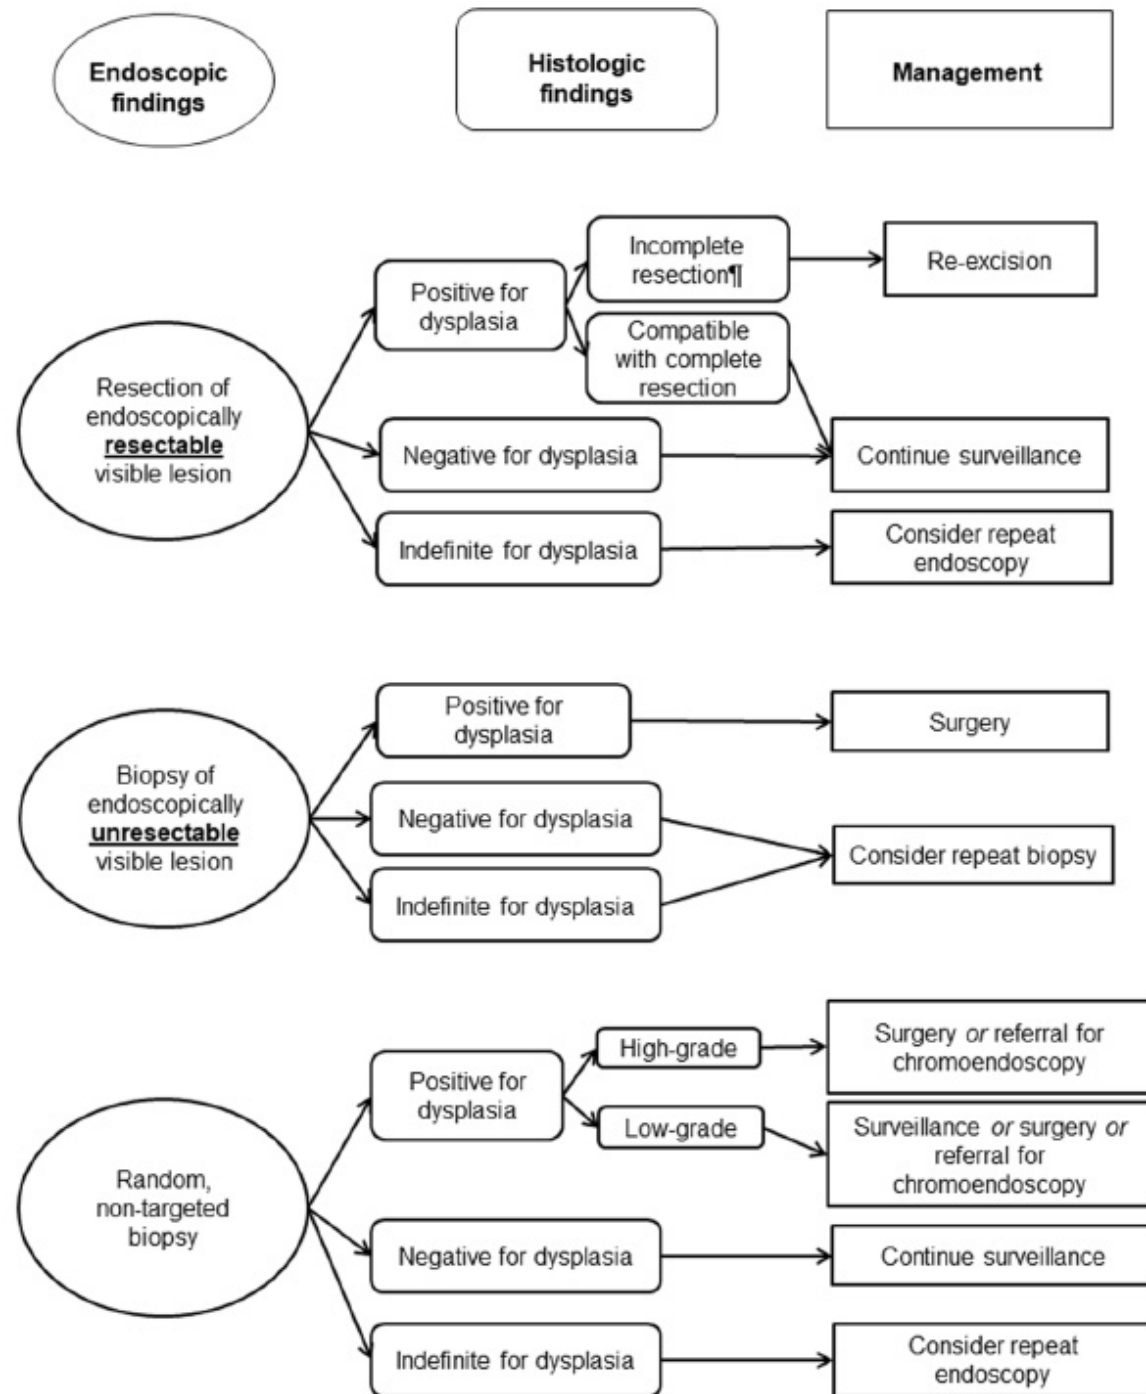 Endoscopic
findings
Histologic
findings
Management
Resection of
endoscopically
resectable
visible lesion
Positive for
dysplasia
Incomplete
resection¶
Re-excision
Compatible
with complete
resection
Negative for dysplasia
Continue surveillance
Indefinite for dysplasia
Consider repeat
endoscopy
Biopsy of
endoscopically
unresectable
visible lesion
Positive for
dysplasia
Surgery
Negative for dysplasia
Indefinite for dysplasia
Consider repeat biopsy
Random,
non-targeted
biopsy
Positive for
dysplasia
High-grade
Surgery or referral for
chromoendoscopy
Low-grade
Surveillance or surgery or
referral for
chromoendoscopy
Negative for dysplasia
Continue surveillance
Indefinite for dysplasia
Consider repeat
endoscopy